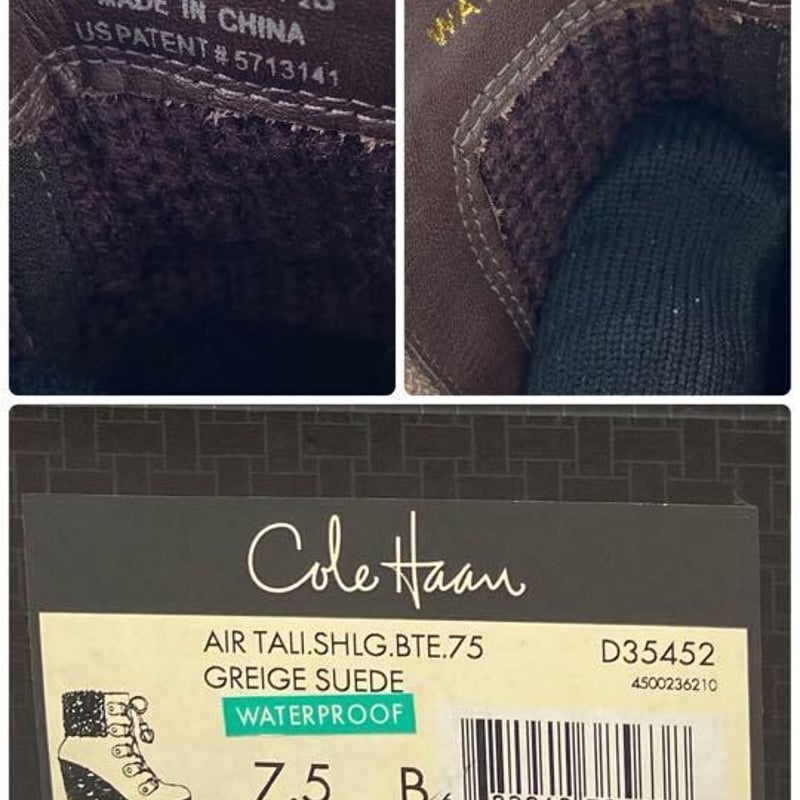 MADE IN CHINA
US PATENT # 5713141
Cole Haan
AIR TALI.SHLG.BTE.75
D35452
GREIGE SUEDE
4500236210
WATERPROOF
7.5 B